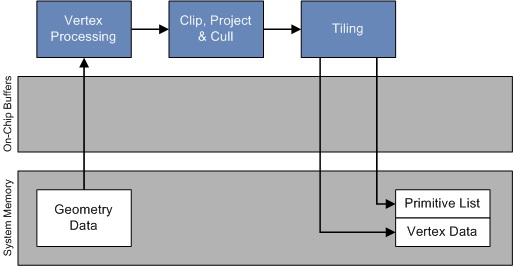 Vertex
Processing
Clip, Project
& Cull
Tiling
On-Chip Buffers
System Memory
Geometry
Data
Primitive List
Vertex Data